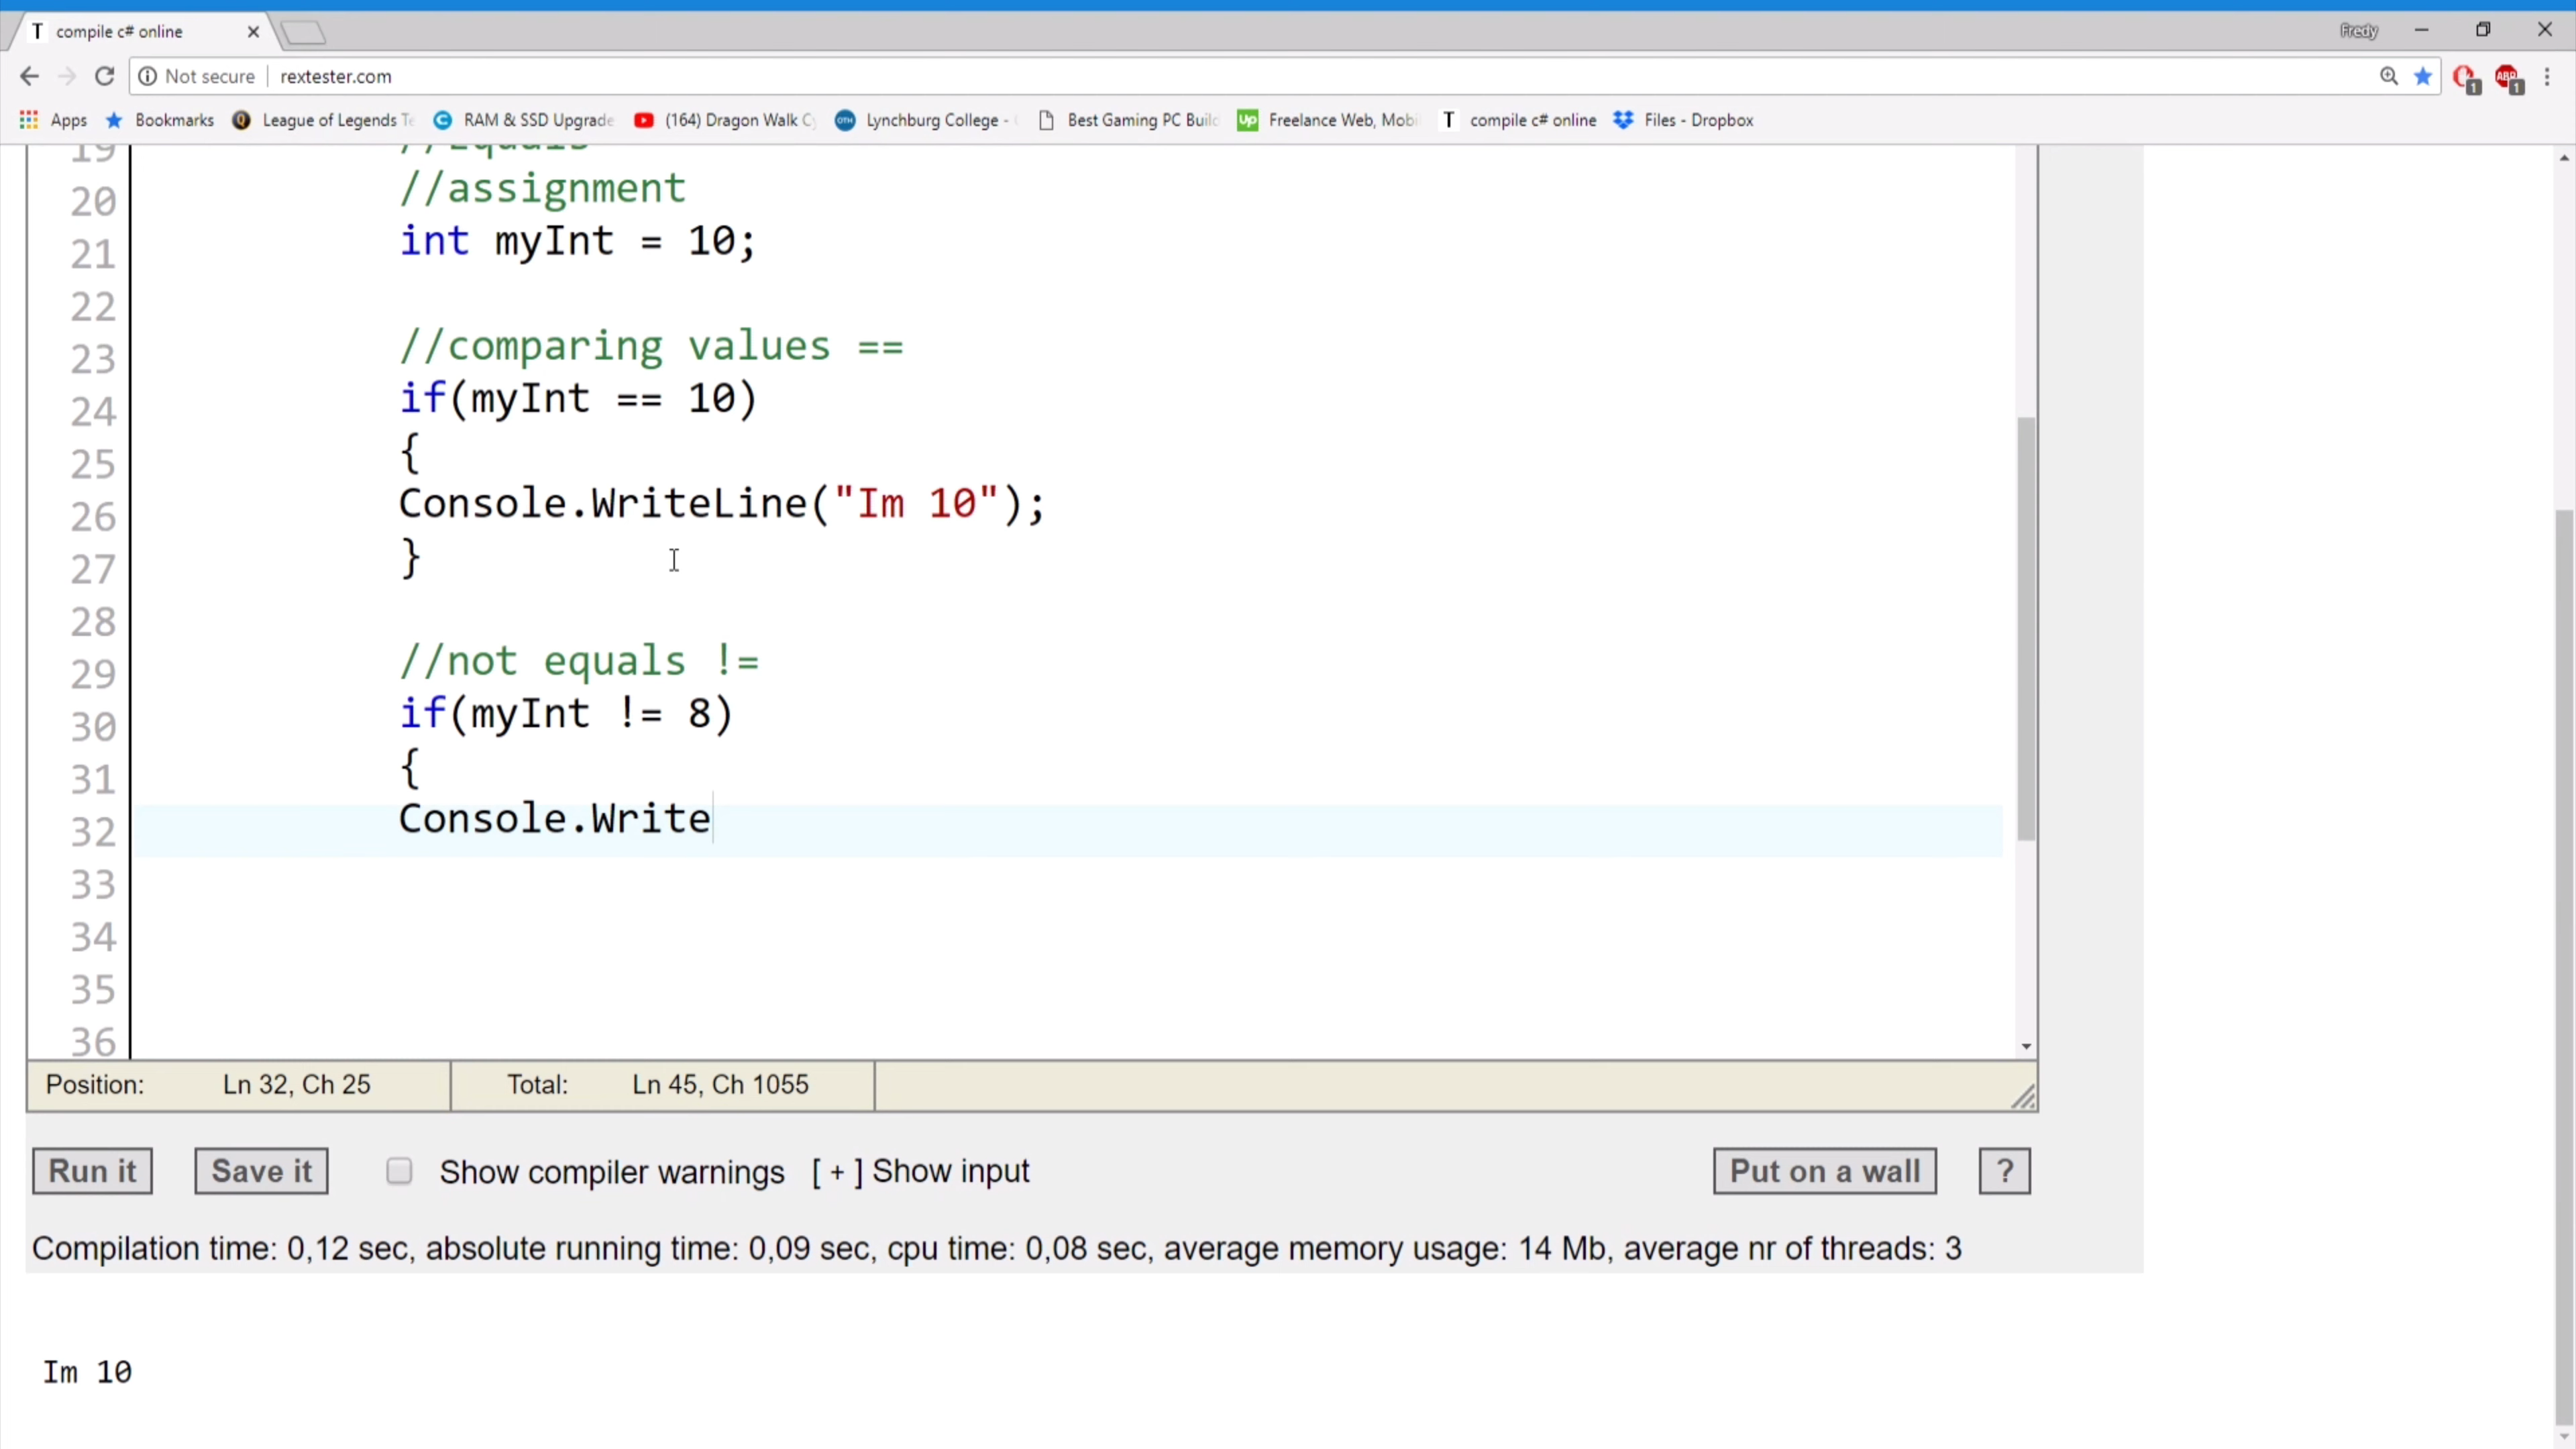 T compile c# online
Fredy
Not secure rextester.com
Apps Bookmarks League of Legends RAM & SSD Upgrade (164) Dragon Walk Lynchburg College - Best Gaming PC Build Up Freelance Web, Mobi T compile c# online Files - Dropbox
19 //Equals
20 //assignment
21 int myInt = 10;
22
23 //comparing values ==
24 if(myInt == 10)
25 {
26 Console.WriteLine("Im 10");
27 }
28
29 //not equals !=
30 if(myInt != 8)
31 {
32 Console.Write
33
34
35
36
Position: Ln 32, Ch 25 Total: Ln 45, Ch 1055
Run it Save it Show compiler warnings [ + ] Show input Put on a wall ?
Compilation time: 0,12 sec, absolute running time: 0,09 sec, cpu time: 0,08 sec, average memory usage: 14 Mb, average nr of threads: 3
Im 10